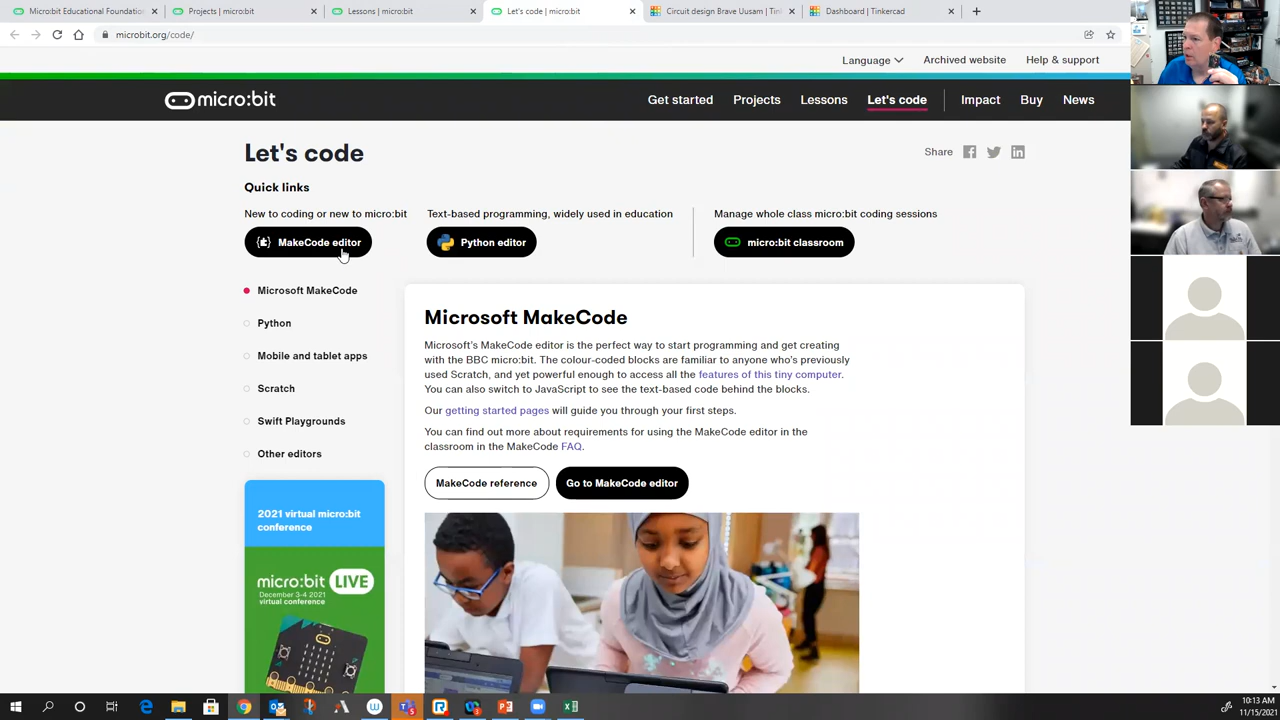 Micro:bit Educational Foundation
Projects | micro:bit
Lessons | micro:bit
Let's code | micro:bit
Circuit design Brave Uusam | Tin
Dashboard | Tinkercad
microbit.org/code/
Language
Archived website
Help & support
micro:bit
Get started
Projects
Lessons
Let's code
Impact
Buy
News
Let's code
Share
Quick links
New to coding or new to micro:bit
Text-based programming, widely used in education
Manage whole class micro:bit coding sessions
MakeCode editor
Python editor
micro:bit classroom
Microsoft MakeCode
Python
Mobile and tablet apps
Scratch
Swift Playgrounds
Other editors
Microsoft MakeCode
Microsoft's MakeCode editor is the perfect way to start programming and get creating
with the BBC micro:bit. The colour-coded blocks are familiar to anyone who's previously
used Scratch, and yet powerful enough to access all the features of this tiny computer.
You can also switch to JavaScript to see the text-based code behind the blocks.
Our getting started pages will guide you through your first steps.
You can find out more about requirements for using the MakeCode editor in the
classroom in the MakeCode FAQ.
MakeCode reference
Go to MakeCode editor
2021 virtual micro:bit
conference
micro:bit LIVE
December 3-4 2021
virtual conference
10:13 AM
11/15/2021